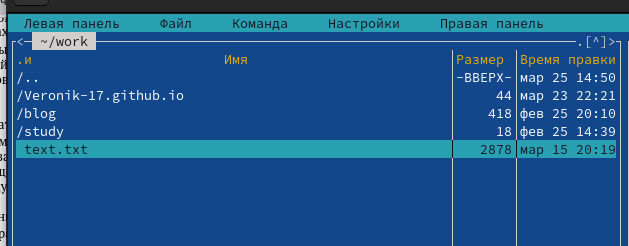 Левая панель Файл Команда Настройки Правая панель
<─ ~/work .[^]>
.и Имя Размер Время правки
/.. -ВВЕРХ- мар 25 14:50
/Veronik-17.github.io 44 мар 23 22:21
/blog 418 фев 25 20:10
/study 18 фев 25 14:39
text.txt 2878 мар 15 20:19